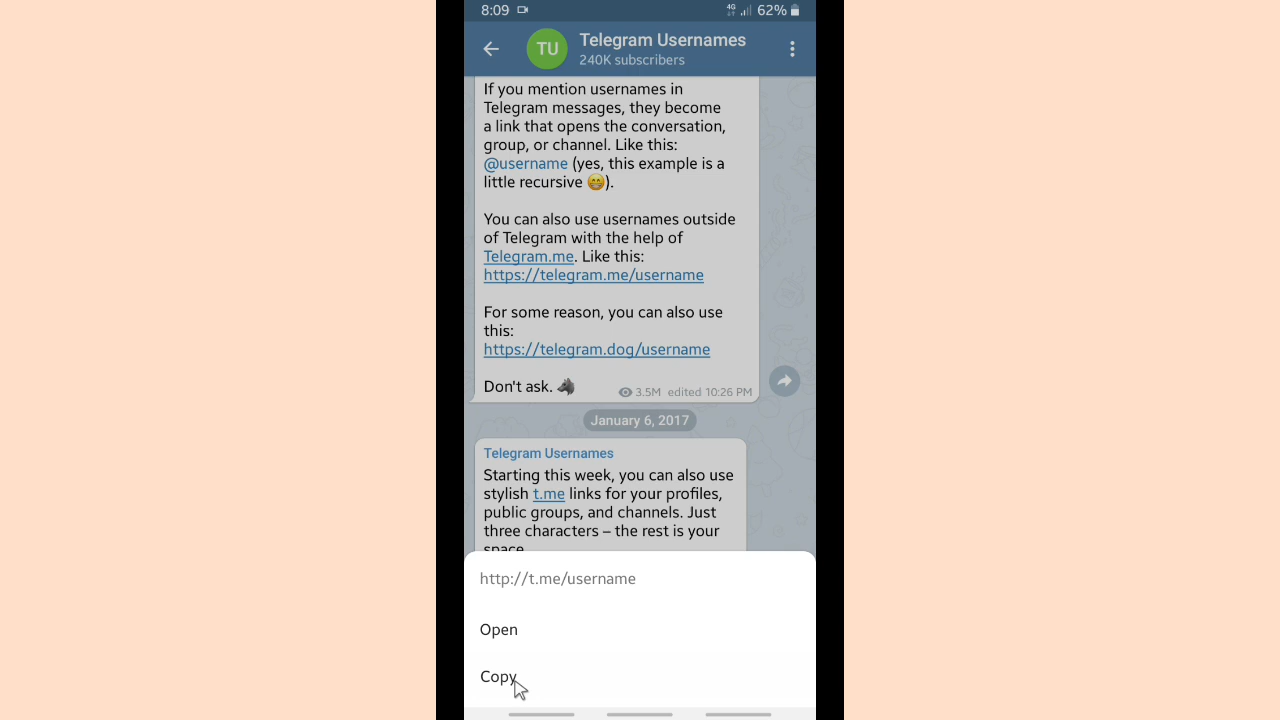 8:09
4G
62%
TU
Telegram Usernames
240K subscribers
If you mention usernames in
Telegram messages, they become
a link that opens the conversation,
group, or channel. Like this:
@username (yes, this example is a
little recursive 😁).
You can also use usernames outside
of Telegram with the help of
Telegram.me. Like this:
https://telegram.me/username
For some reason, you can also use
this:
https://telegram.dog/username
Don't ask. 🐴
3.5M edited 10:26 PM
January 6, 2017
Telegram Usernames
Starting this week, you can also use
stylish t.me links for your profiles,
public groups, and channels. Just
three characters – the rest is your
space.
http://t.me/username
Open
Copy